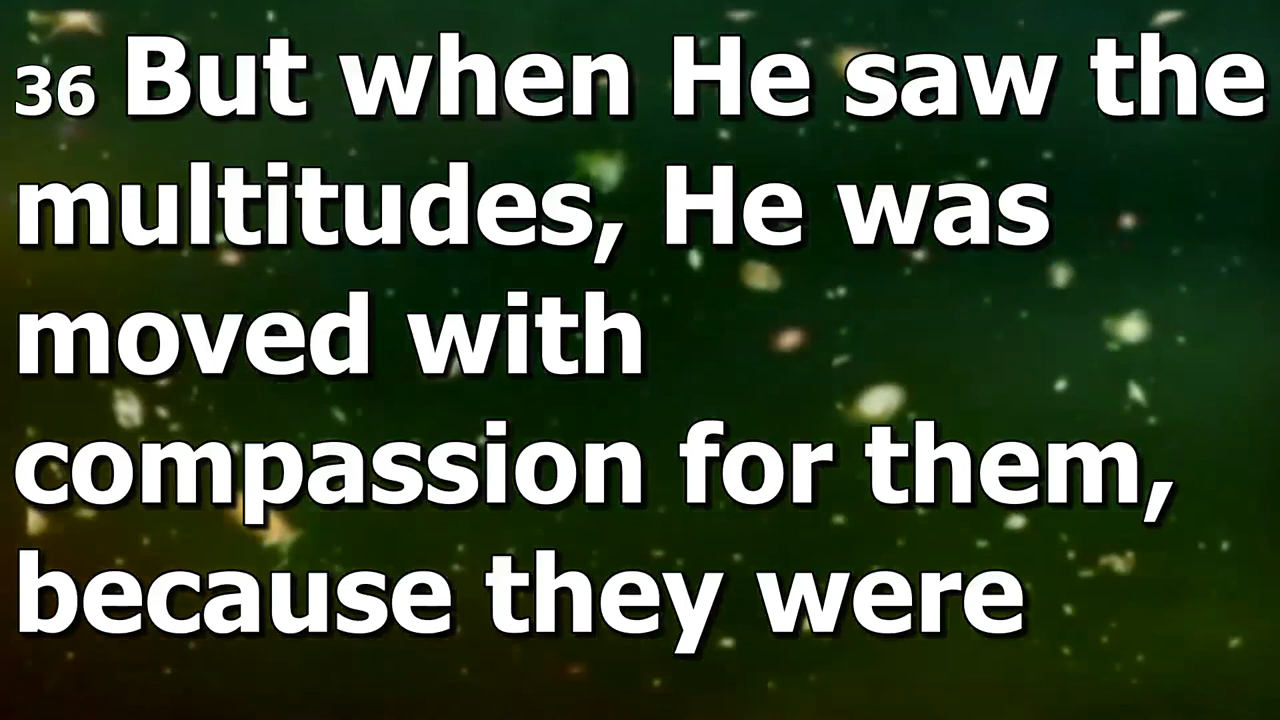 36 But when He saw the
multitudes, He was
moved with
compassion for them,
because they were